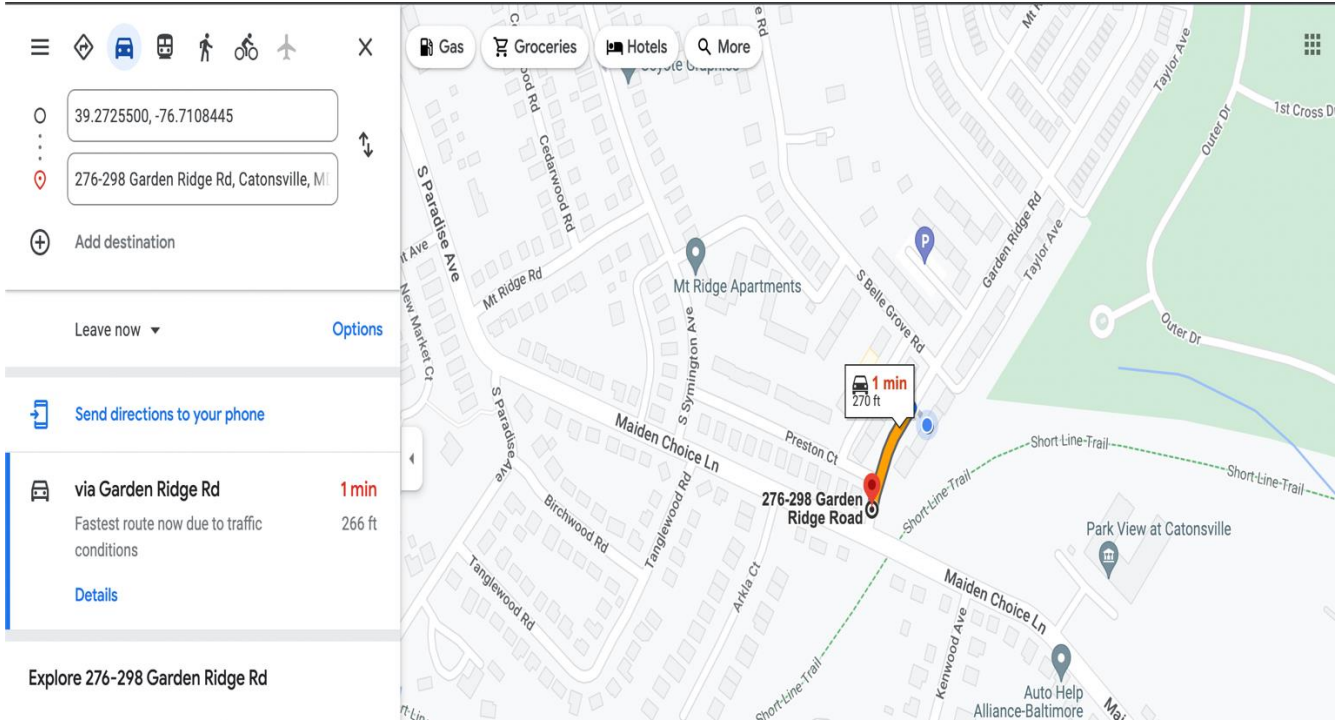 39.2725500, -76.7108445
276-298 Garden Ridge Rd, Catonsville, MD
Add destination
Leave now
Options
Send directions to your phone
via Garden Ridge Rd
1 min
Fastest route now due to traffic
conditions
266 ft
Details
Explore 276-298 Garden Ridge Rd
Gas
Groceries
Hotels
More
Coyote Graphics
Taylor Ave
Outer Dr
1st Cross D
Cedarwood Rd
S Paradise Ave
Mt Ridge Rd
New Market Ct
Mt Ridge Apartments
P
Garden Ridge Rd
Taylor Ave
S Belle Grove Rd
Outer Dr
S Symington Ave
1 min
270 ft
S Paradise Ave
Maiden Choice Ln
Preston Ct
Short-Line-Trail
Short-Line-Trail
276-298 Garden
Ridge Road
Short-Line-Trail
Birchwood Rd
Tanglewood Rd
Tanglewood Rd
Arkla Ct
Park View at Catonsville
Maiden Choice Ln
Kenwood Ave
Short-Line-Trail
Auto Help
Alliance-Baltimore